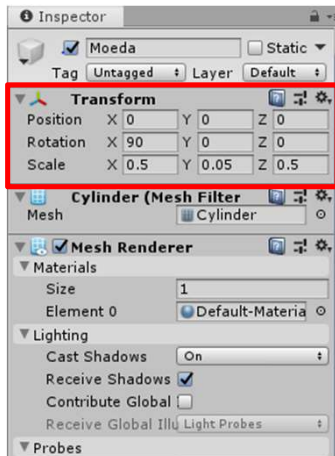 Inspector
Moeda Static
Tag Untagged Layer Default
Transform
Position X 0 Y 0 Z 0
Rotation X 90 Y 0 Z 0
Scale X 0.5 Y 0.05 Z 0.5
Cylinder (Mesh Filter
Mesh Cylinder
Mesh Renderer
Materials
Size 1
Element 0 Default-Materia
Lighting
Cast Shadows On
Receive Shadows
Contribute Global I
Receive Global Illu Light Probes
Probes